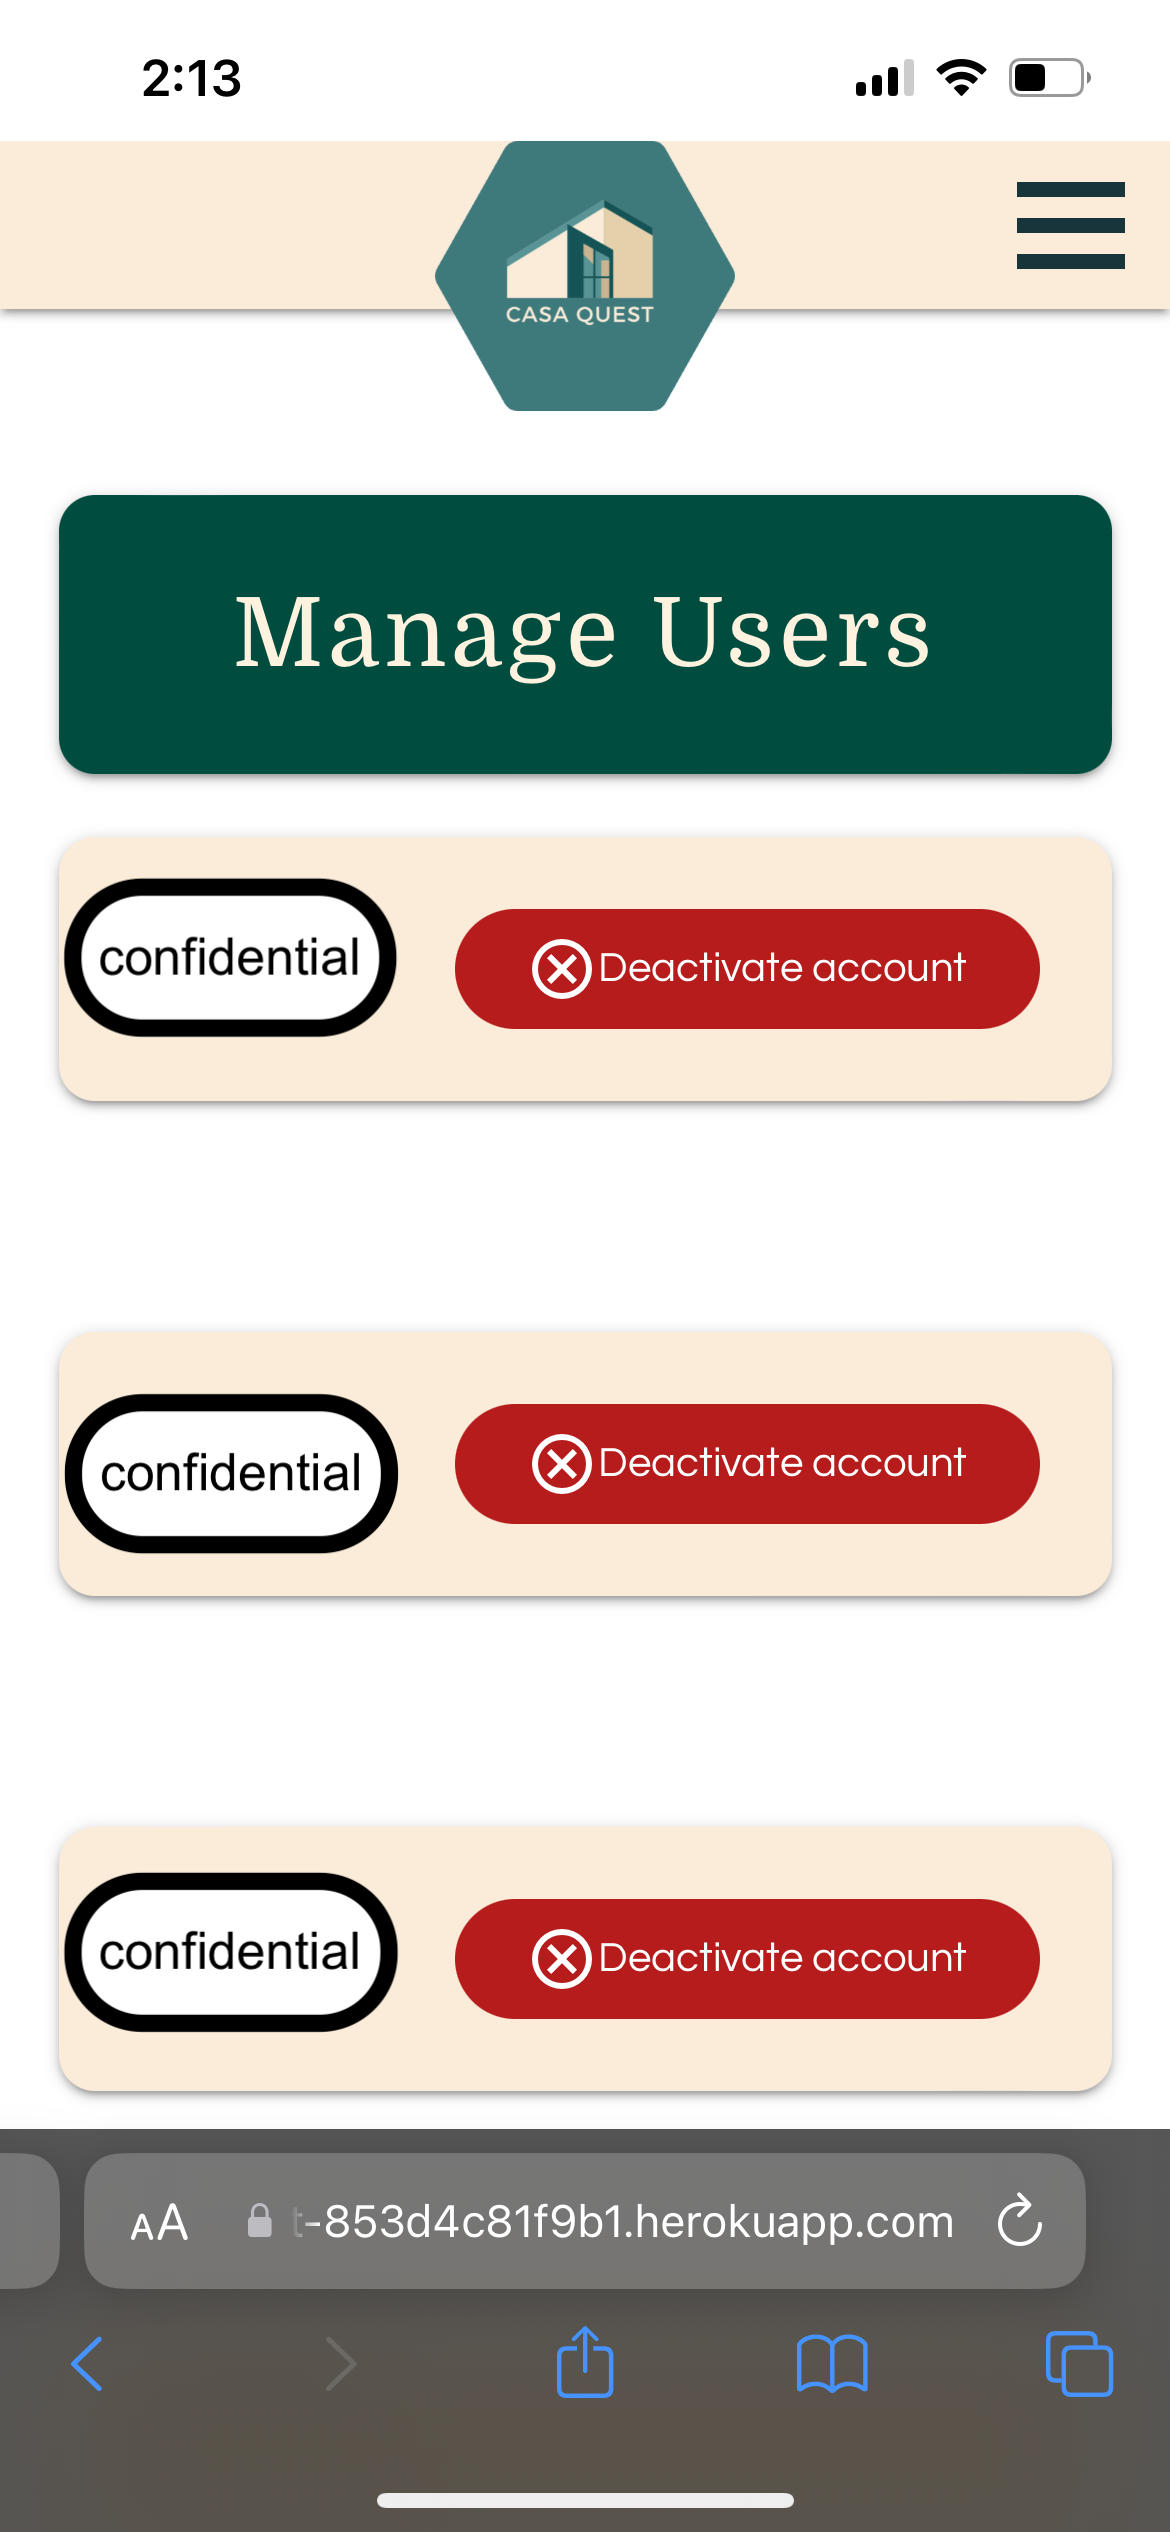 2:13
CASA QUEST
Manage Users
confidential
Deactivate account
confidential
Deactivate account
confidential
Deactivate account
AA t-853d4c81f9b1.herokuapp.com